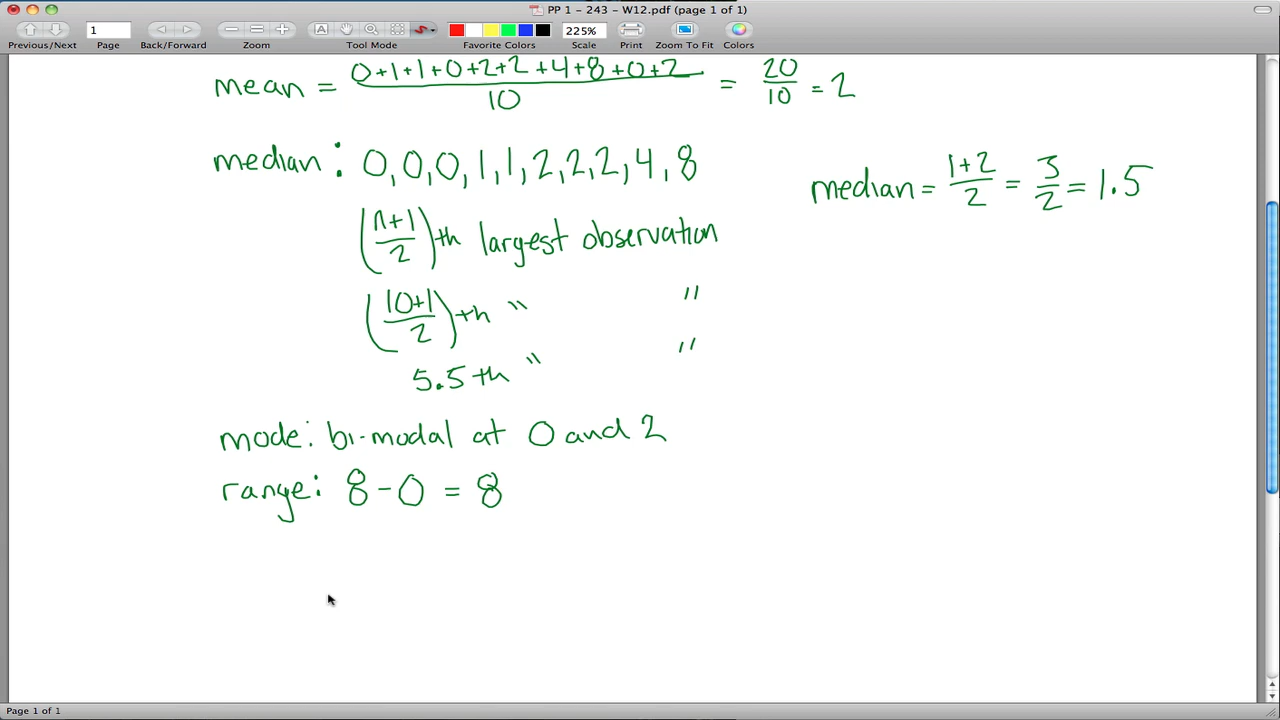 PP 1 – 243 – W12.pdf (page 1 of 1)
1
225%
Previous/Next Page Back/Forward Zoom Tool Mode Favorite Colors Scale Print Zoom To Fit Colors
mean = 0+1+1+0+2+2+4+8+0+2 / 10 = 20/10 = 2
median: 0,0,0,1,1,2,2,2,4,8
median = 1+2/2 = 3/2 = 1.5
(n+1/2)th largest observation
(10+1/2)th " "
5.5th " "
mode: bi-modal at 0 and 2
range: 8-0 = 8
Page 1 of 1